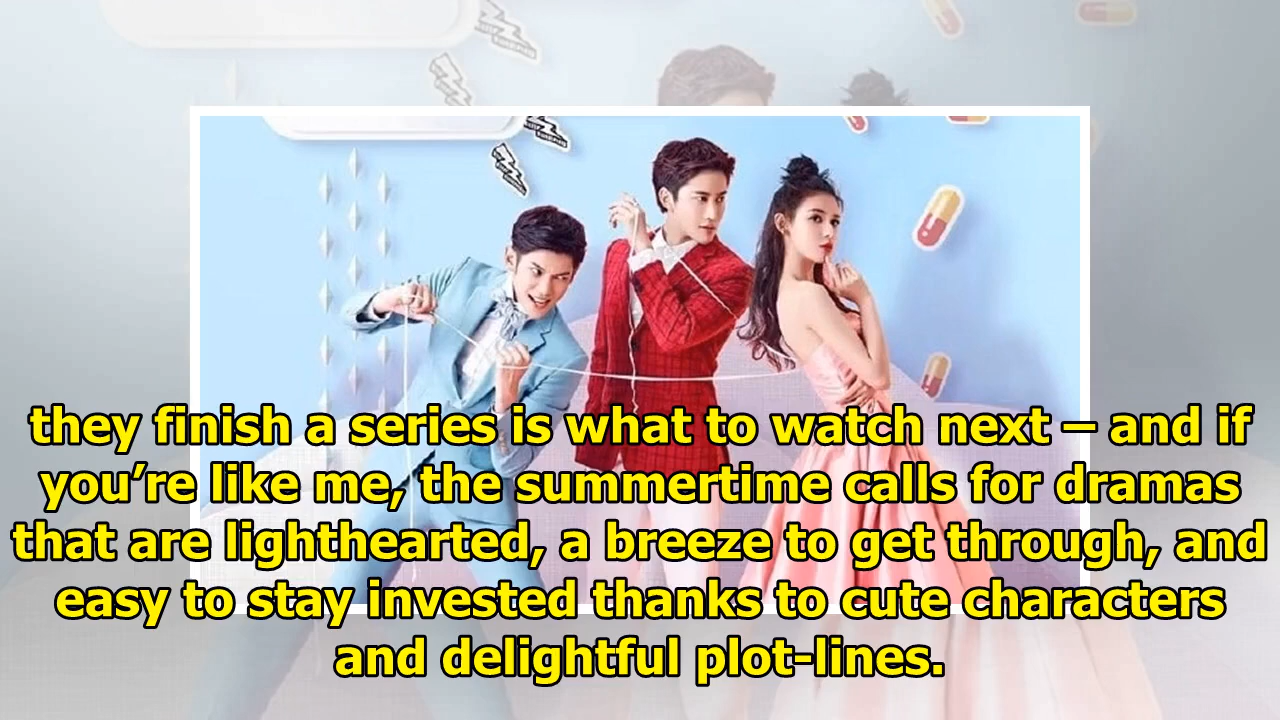 they finish a series is what to watch next – and if
you’re like me, the summertime calls for dramas
that are lighthearted, a breeze to get through, and
easy to stay invested thanks to cute characters
and delightful plot-lines.